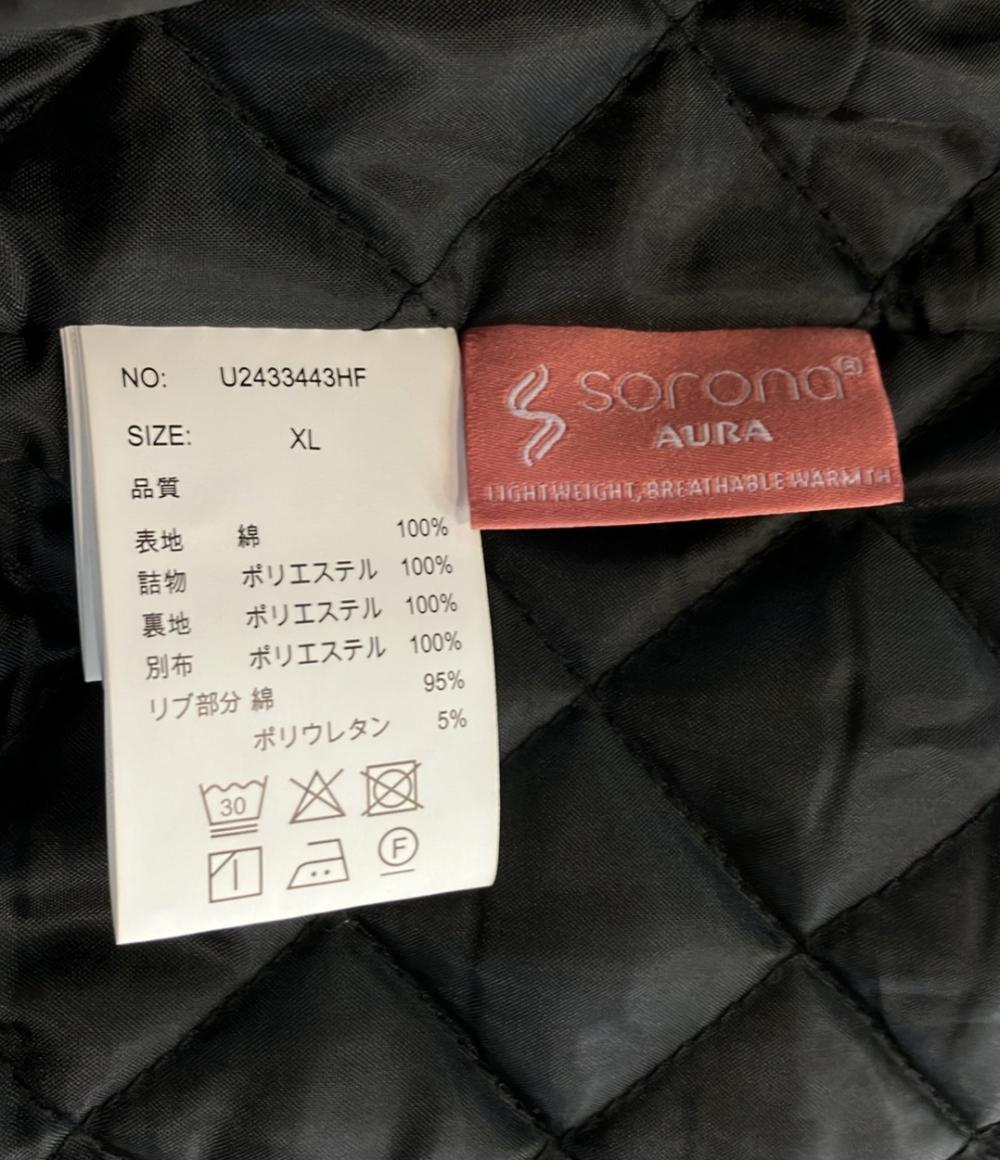 NO: U2433443HF
SIZE: XL
品質
表地 綿 100%
詰物 ポリエステル 100%
裏地 ポリエステル 100%
別布 ポリエステル 100%
リブ部分 綿 95%
ポリウレタン 5%
30
F
sorona®
AURA
LIGHTWEIGHT, BREATHABLE WARMTH